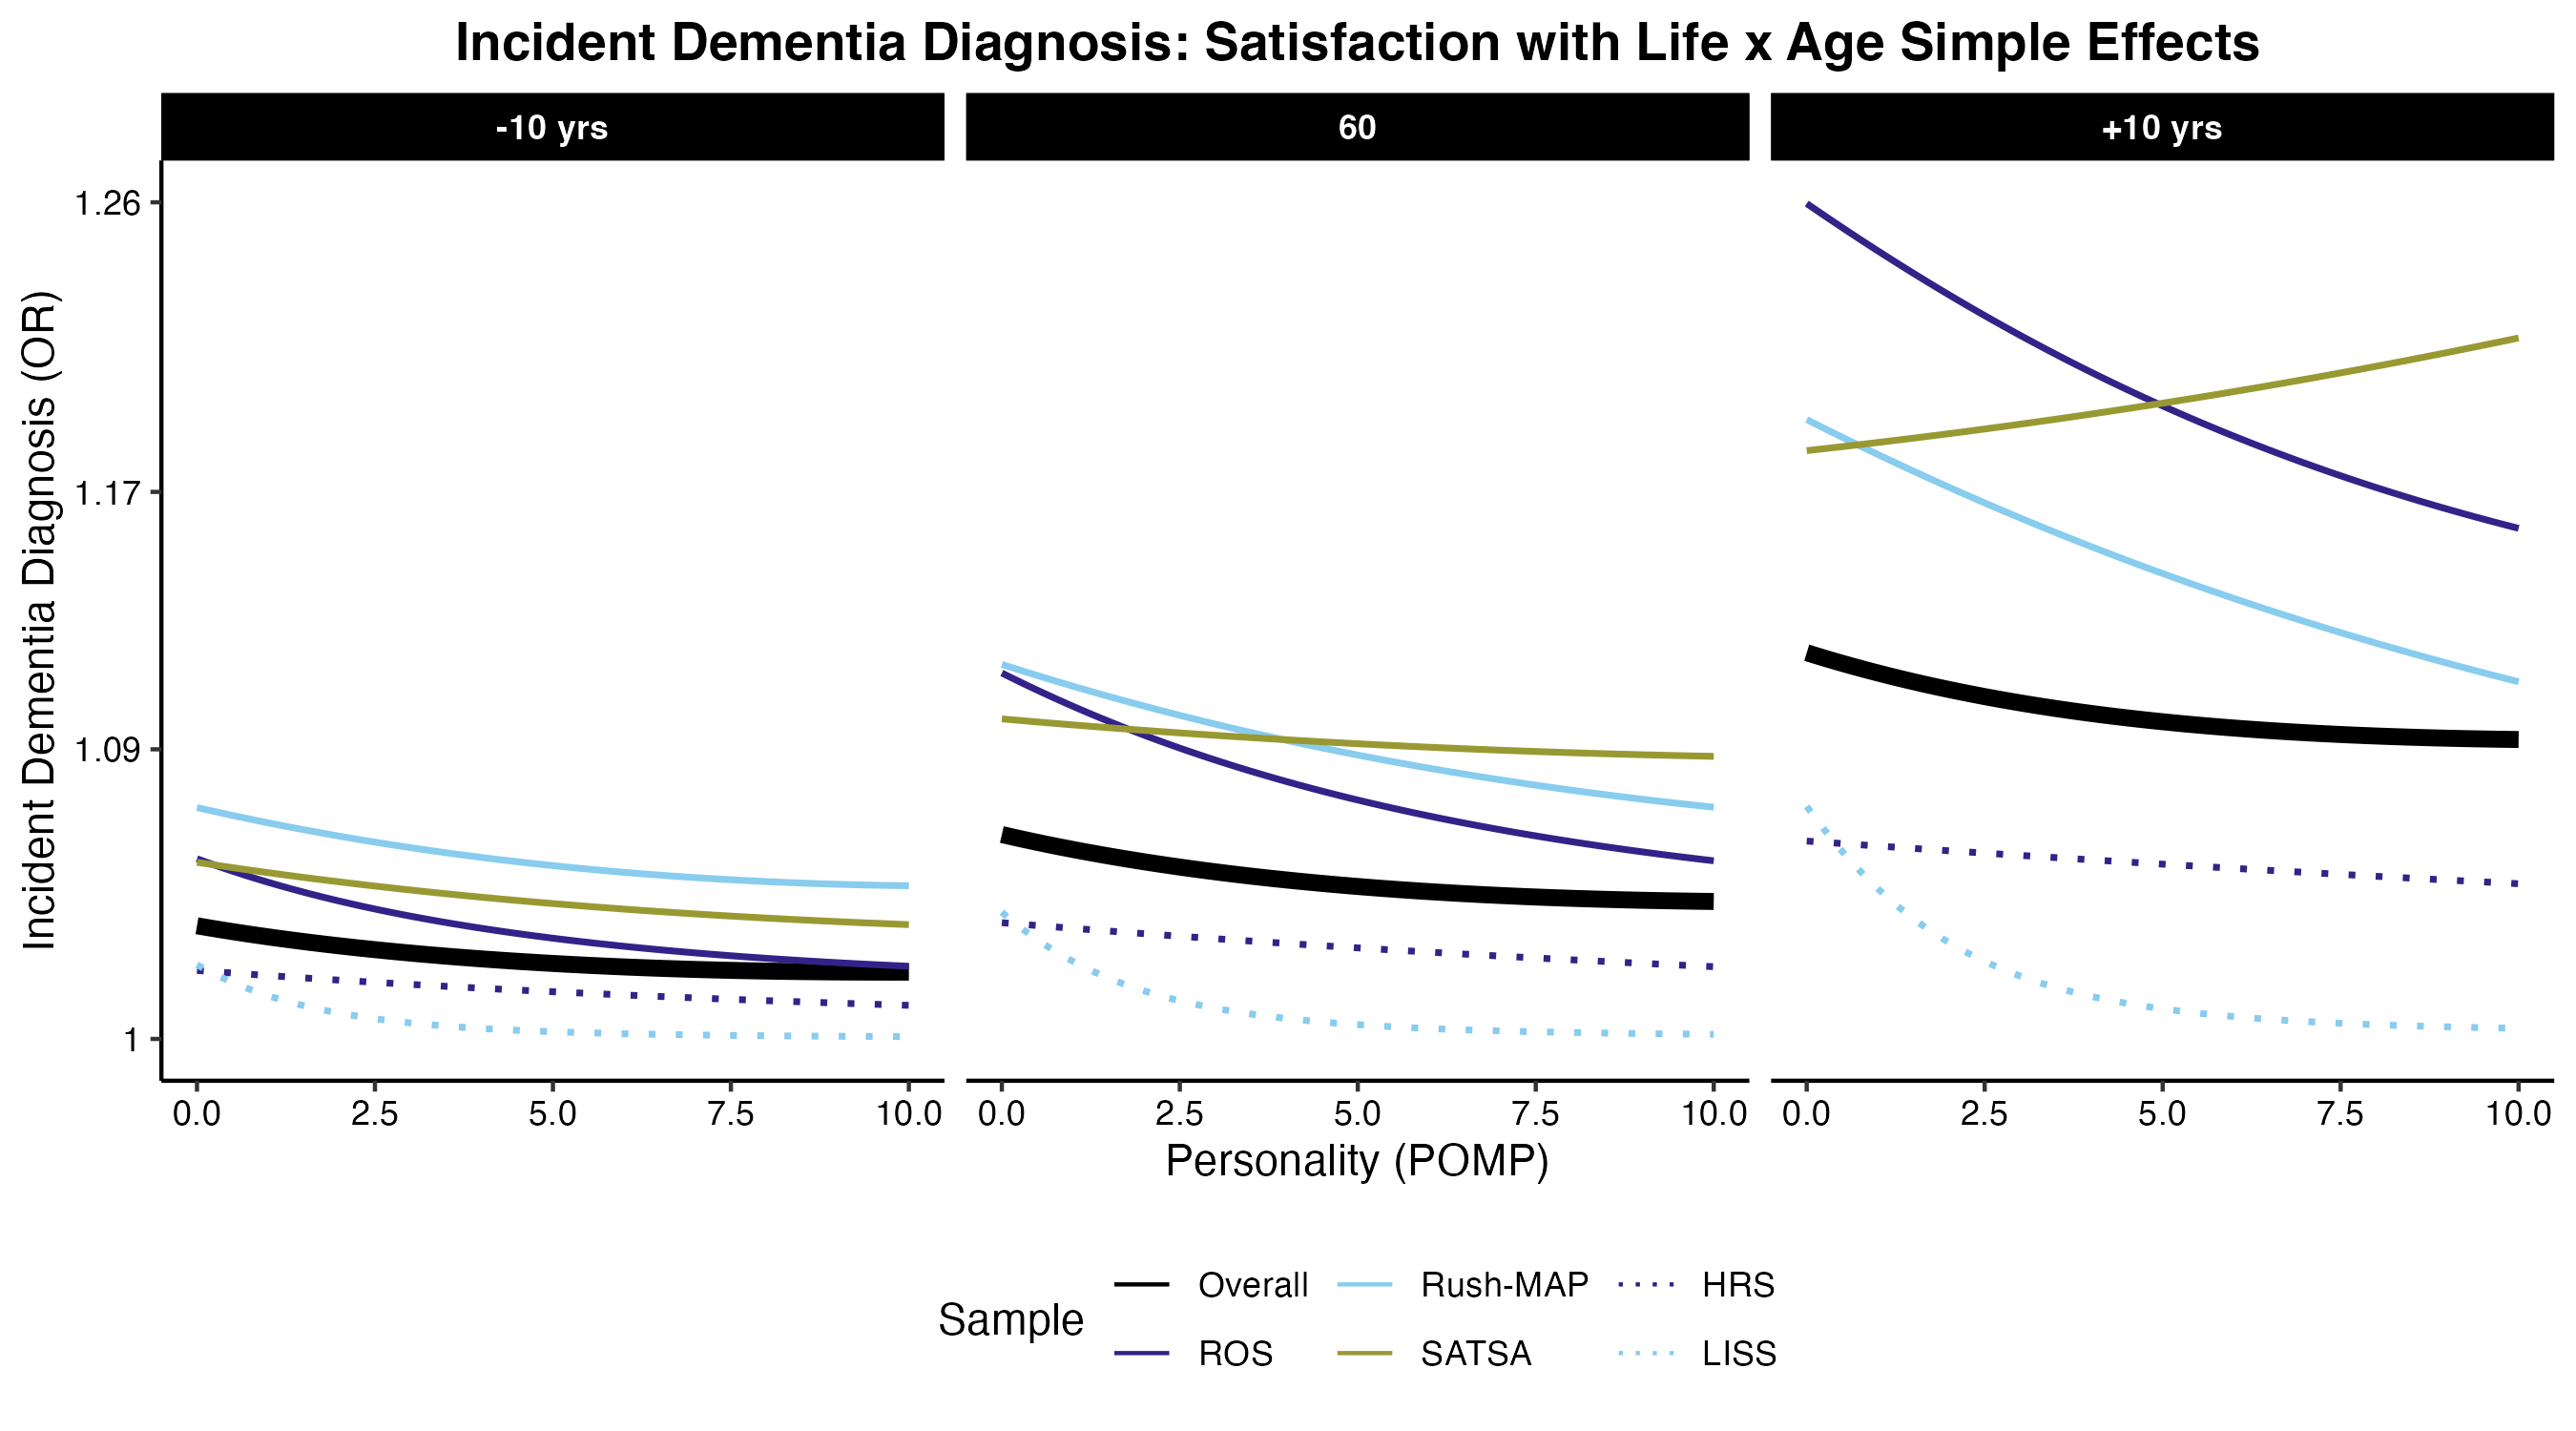 Incident Dementia Diagnosis: Satisfaction with Life x Age Simple Effects
-10 yrs
60
+10 yrs
Incident Dementia Diagnosis (OR)
1.26
1.17
1.09
1
0.0 2.5 5.0 7.5 10.0
0.0 2.5 5.0 7.5 10.0
0.0 2.5 5.0 7.5 10.0
Personality (POMP)
Sample
Overall Rush-MAP HRS
ROS SATSA LISS